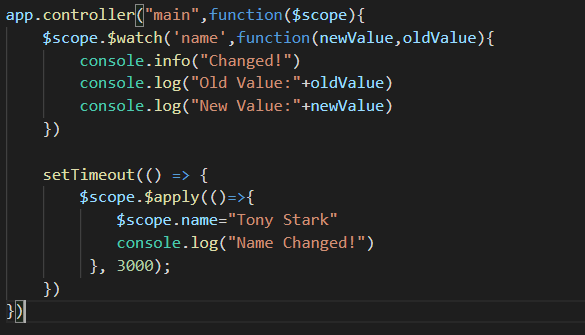 app.controller("main",function($scope){
    $scope.$watch('name',function(newValue,oldValue){
        console.info("Changed!")
        console.log("Old Value:"+oldValue)
        console.log("New Value:"+newValue)
    })

    setTimeout(() => {
        $scope.$apply(()=>{
            $scope.name="Tony Stark"
            console.log("Name Changed!")
         }, 3000);
    })
})